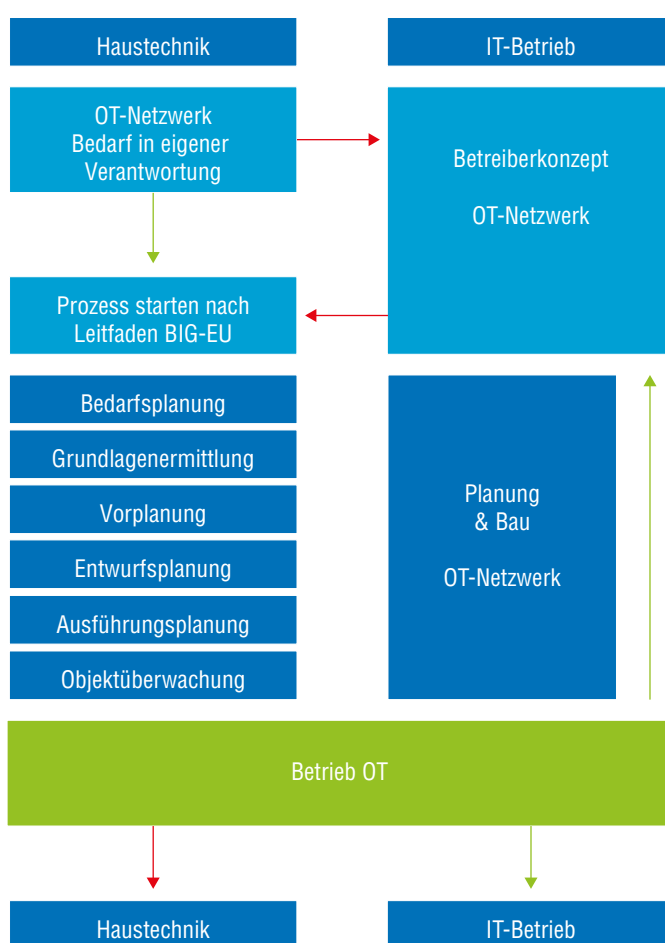 Haustechnik
IT-Betrieb
OT-Netzwerk
Bedarf in eigener
Verantwortung
Betreiberkonzept
OT-Netzwerk
Prozess starten nach
Leitfaden BIG-EU
Bedarfsplanung
Grundlagenermittlung
Vorplanung
Entwurfsplanung
Ausführungsplanung
Objektüberwachung
Planung
& Bau
OT-Netzwerk
Betrieb OT
Haustechnik
IT-Betrieb